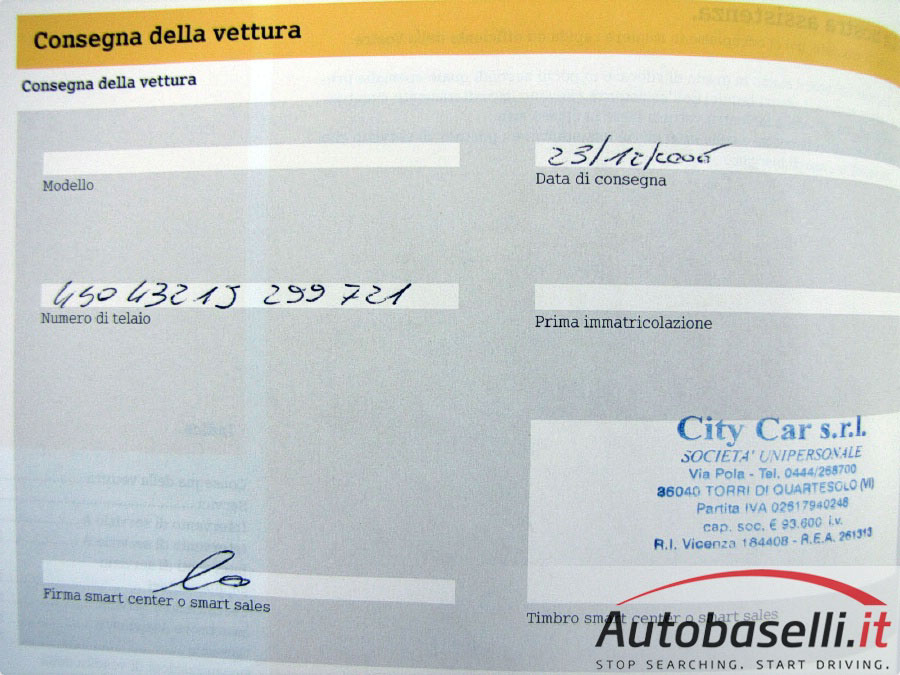 Consegna della vettura
Consegna della vettura
Modello
23/12/2005
Data di consegna
4504321J 299721
Numero di telaio
Prima immatricolazione
City Car s.r.l.
SOCIETA' UNIPERSONALE
Via Pola - Tel. 0444/268700
36040 TORRI DI QUARTESOLO (VI)
Partita IVA 02617940248
cap. soc. € 93.600 i.v.
R.I. Vicenza 184408 - R.E.A. 261313
Firma smart center o smart sales
Timbro smart center o smart sales
Autobaselli.it
STOP SEARCHING. START DRIVING.